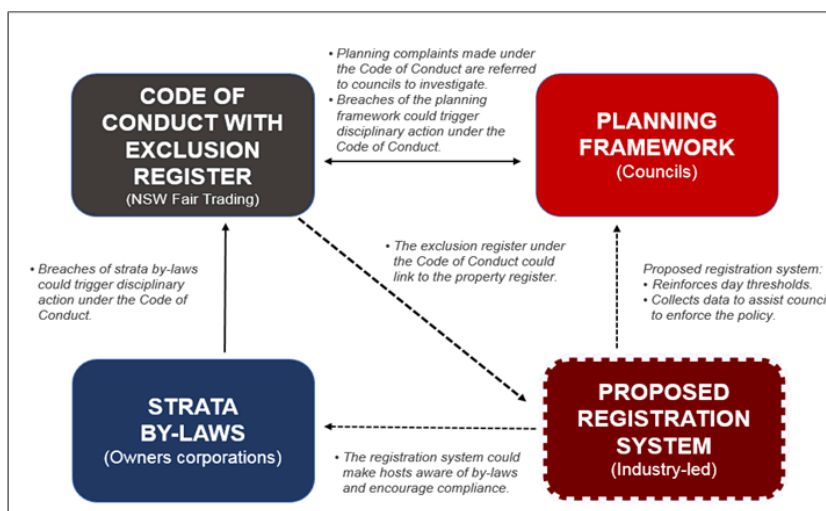 CODE OF
CONDUCT WITH
EXCLUSION
REGISTER
(NSW Fair Trading)
• Planning complaints made under
the Code of Conduct are referred
to councils to investigate.
• Breaches of the planning
framework could trigger
disciplinary action under the
Code of Conduct.
PLANNING
FRAMEWORK
(Councils)
• Breaches of strata by-laws
could trigger disciplinary
action under the Code of
Conduct.
• The exclusion register under
the Code of Conduct could
link to the property register.
Proposed registration system:
• Reinforces day thresholds.
• Collects data to assist counci
to enforce the policy.
STRATA
BY-LAWS
(Owners corporations)
• The registration system could
make hosts aware of by-laws
and encourage compliance.
PROPOSED
REGISTRATION
SYSTEM
(Industry-led)